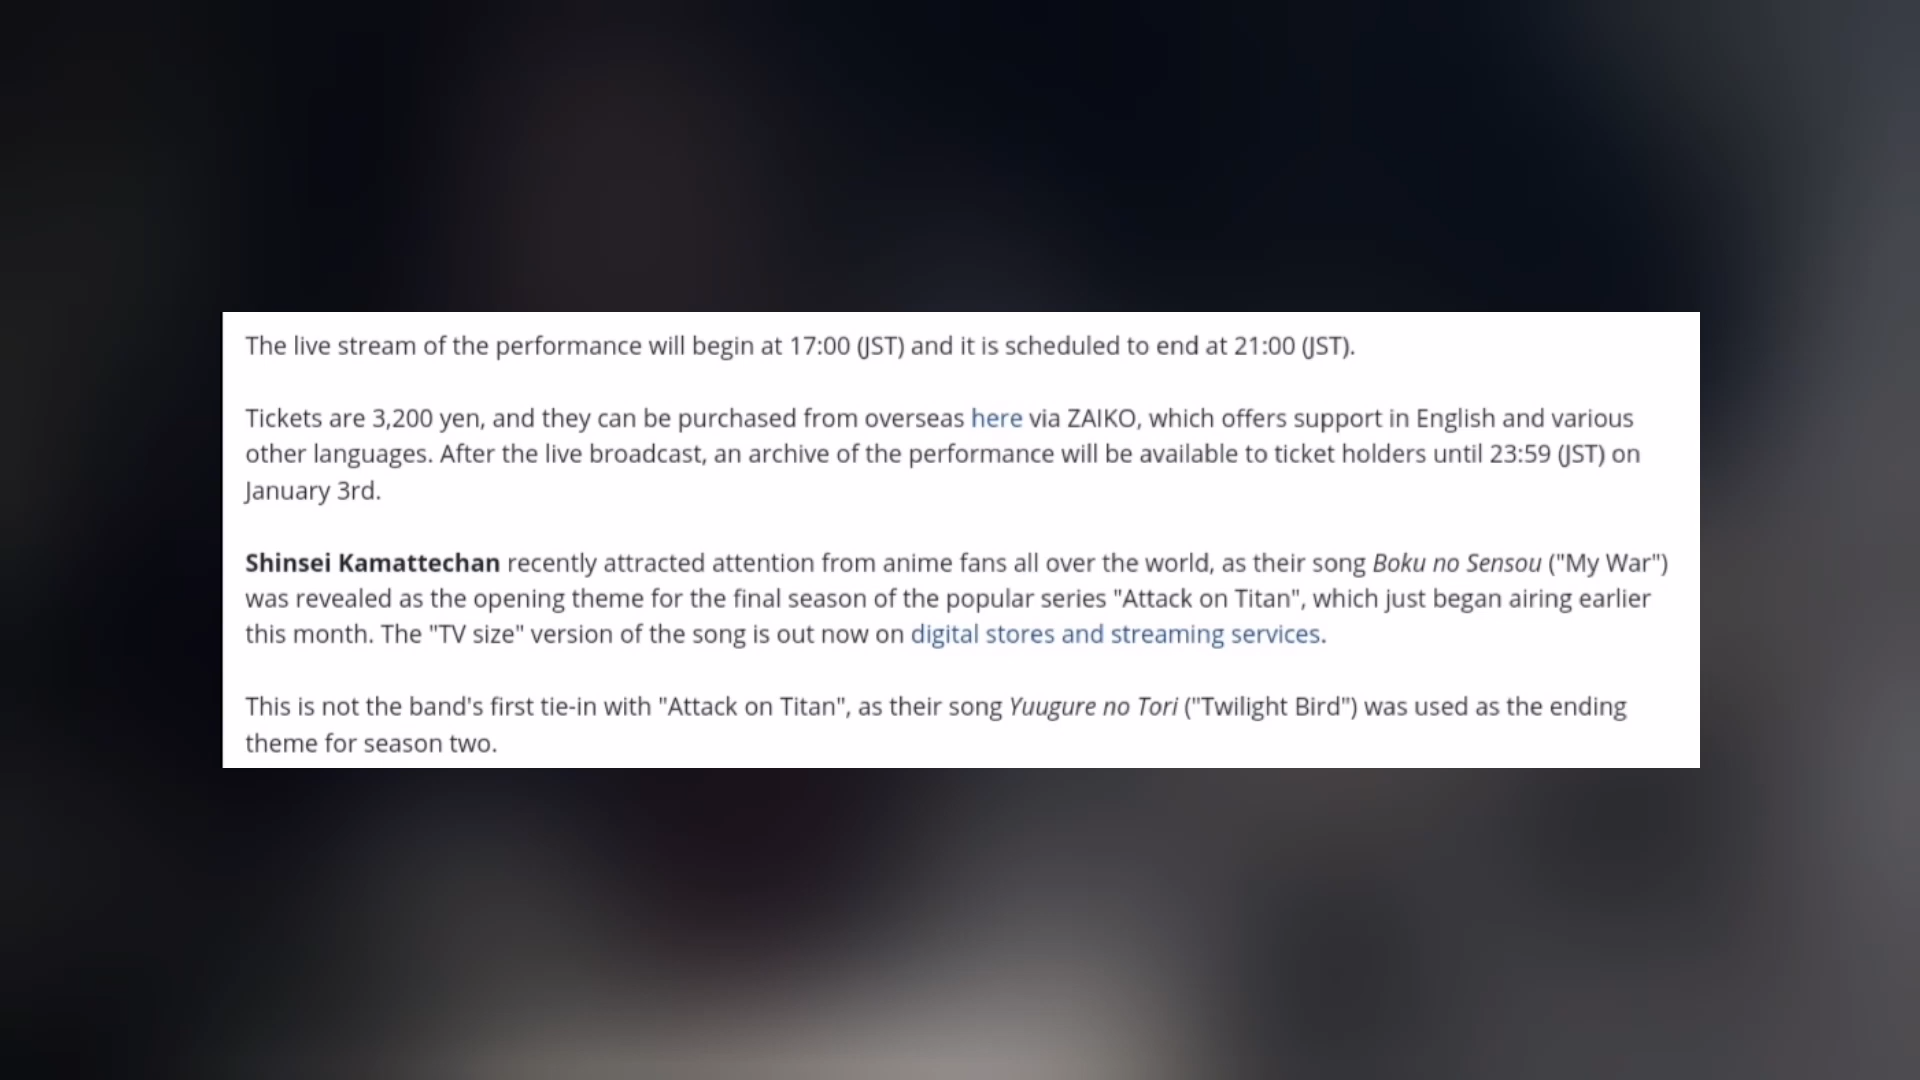 The live stream of the performance will begin at 17:00 (JST) and it is scheduled to end at 21:00 (JST).
Tickets are 3,200 yen, and they can be purchased from overseas here via ZAIKO, which offers support in English and various
other languages. After the live broadcast, an archive of the performance will be available to ticket holders until 23:59 (JST) on
January 3rd.
Shinsei Kamattechan recently attracted attention from anime fans all over the world, as their song Boku no Sensou ("My War")
was revealed as the opening theme for the final season of the popular series "Attack on Titan", which just began airing earlier
this month. The "TV size" version of the song is out now on digital stores and streaming services.
This is not the band's first tie-in with "Attack on Titan", as their song Yuugure no Tori ("Twilight Bird") was used as the ending
theme for season two.